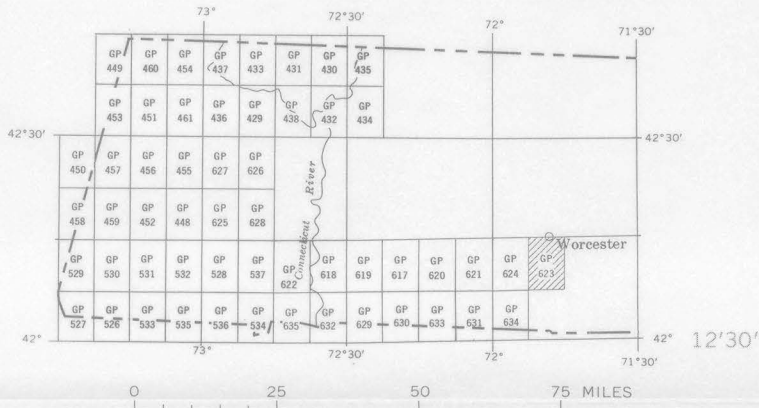 73° 72°30' 72° 71°30'
GP GP GP GP GP GP GP GP
449 460 454 437 433 431 430 435
GP GP GP GP GP GP GP GP
453 451 461 436 429 438 432 434
42°30' 42°30'
GP GP GP GP GP GP
450 457 456 455 627 626
Connecticut River
GP GP GP GP GP GP
458 459 452 448 625 628
Worcester
GP GP GP GP GP GP GP GP GP GP GP GP GP GP
529 530 531 532 528 537 622 618 619 617 620 621 624 623
GP GP GP GP GP GP GP GP GP GP GP GP GP
527 526 533 535 536 534 635 632 629 630 633 631 634
42° 42° 12'30"
73° 72°30' 72° 71°30'
0 25 50 75 MILES